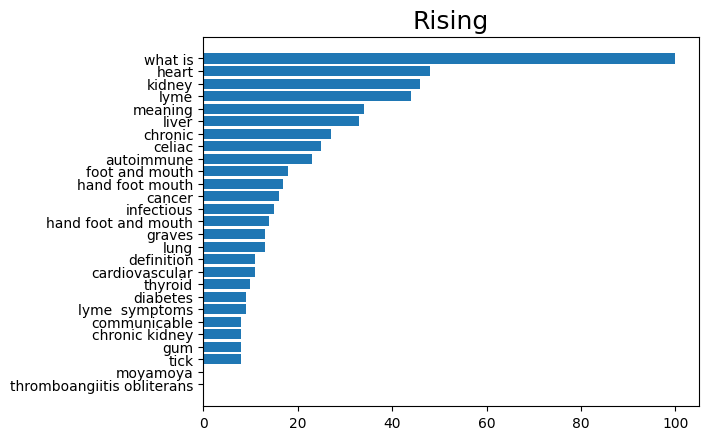 Rising
what is
heart
kidney
lyme
meaning
liver
chronic
celiac
autoimmune
foot and mouth
hand foot mouth
cancer
infectious
hand foot and mouth
graves
lung
definition
cardiovascular
thyroid
diabetes
lyme  symptoms
communicable
chronic kidney
gum
tick
moyamoya
thromboangiitis obliterans
0 20 40 60 80 100